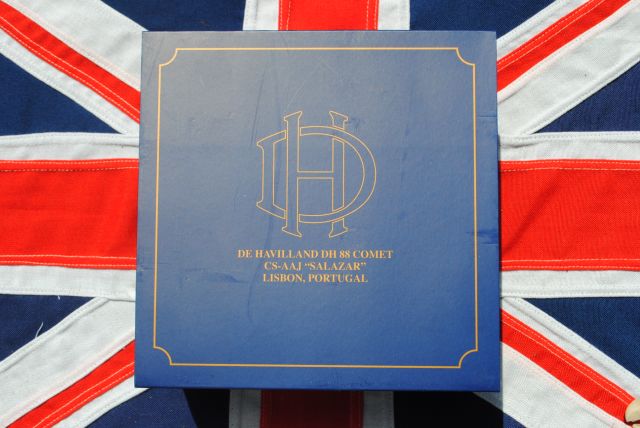 DH
DE HAVILLAND DH 88 COMET
CS-AAJ “SALAZAR”
LISBON, PORTUGAL